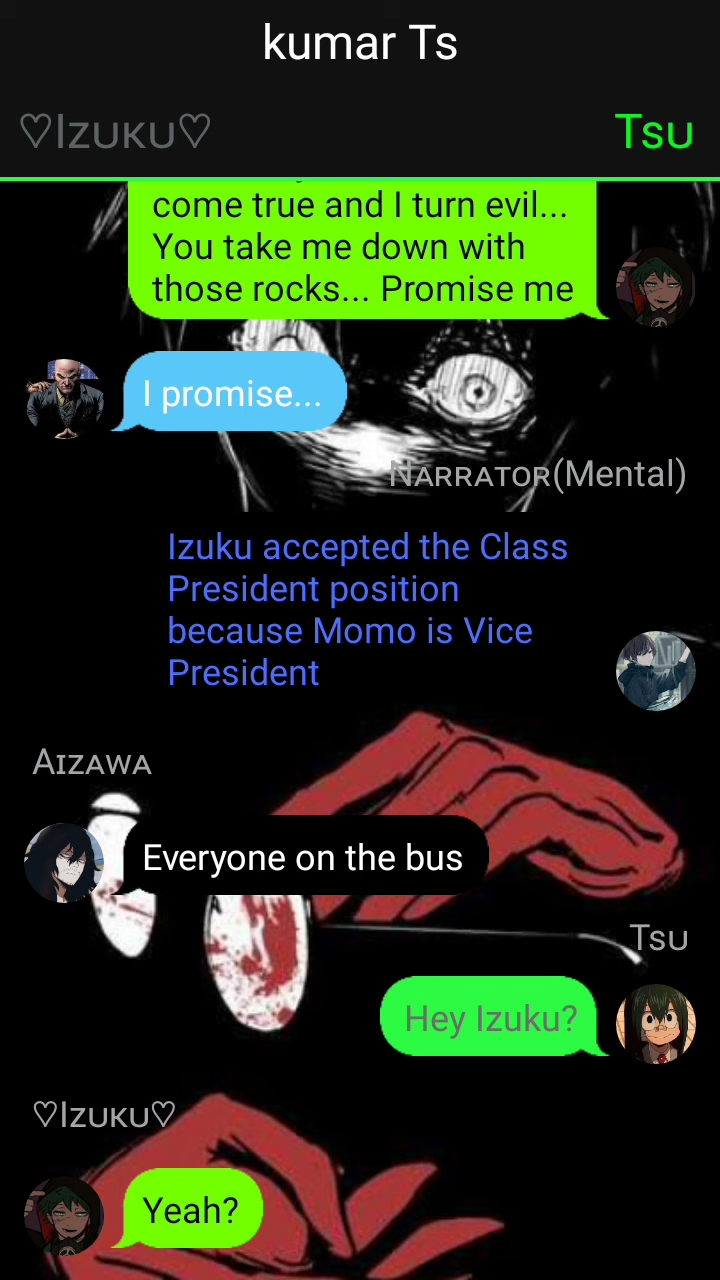 kumar Ts
♡Izuku♡
Tsu
come true and I turn evil...
You take me down with
those rocks... Promise me
I promise...
Narrator(Mental)
Izuku accepted the Class
President position
because Momo is Vice
President
Aizawa
Everyone on the bus
Tsu
Hey Izuku?
♡Izuku♡
Yeah?